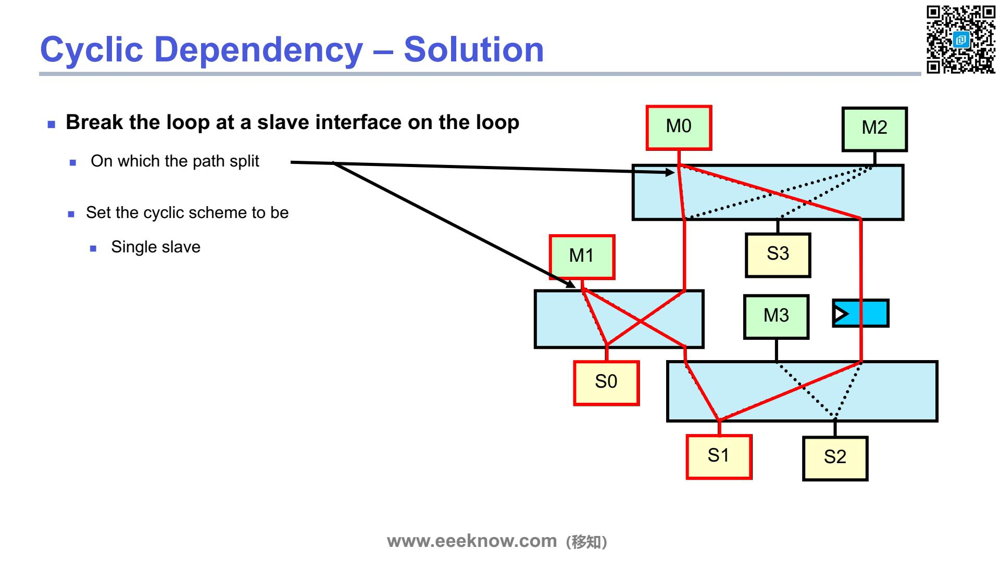 Cyclic Dependency – Solution
Break the loop at a slave interface on the loop
On which the path split
Set the cyclic scheme to be
Single slave
M0
M2
S3
M1
M3
S0
S1
S2
www.eeeknow.com (移知)